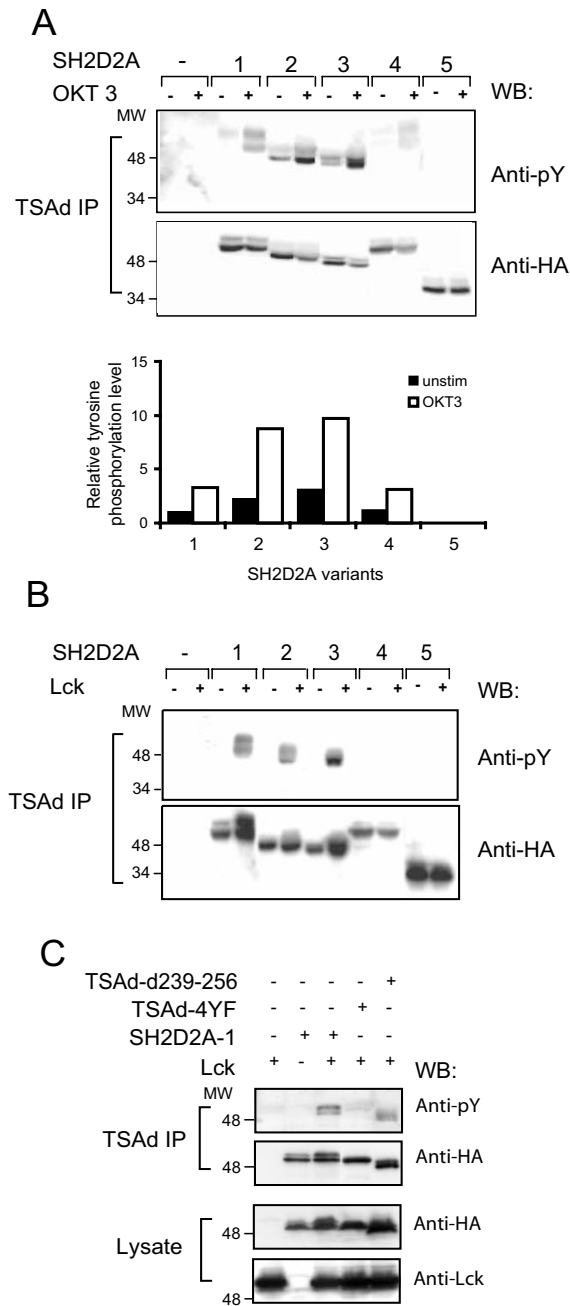 A
SH2D2A - 1 2 3 4 5
OKT 3 - + - + - + - + - + - + WB:
MW
48
34
TSAd IP
Anti-pY
48
34
Anti-HA
Relative tyrosine
phosphorylation level
15
10
5
0
unstim
OKT3
1 2 3 4 5
SH2D2A variants
B
SH2D2A - 1 2 3 4 5
Lck - + - + - + - + - + - + WB:
MW
48
34
TSAd IP
Anti-pY
48
34
Anti-HA
C
TSAd-d239-256 - - - - +
TSAd-4YF - - - + -
SH2D2A-1 - + + - -
Lck + - + + + WB:
MW
TSAd IP
48
Anti-pY
48
Anti-HA
Lysate
48
Anti-HA
48
Anti-Lck